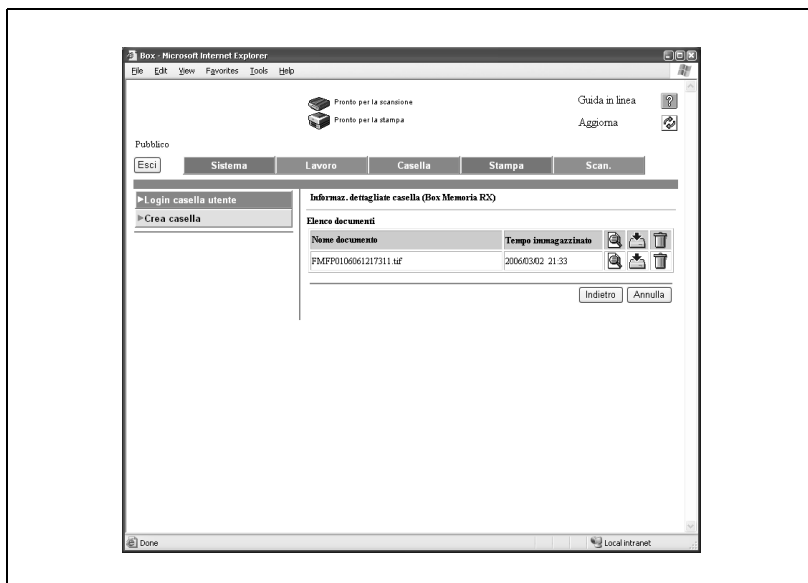 Box - Microsoft Internet Explorer
File Edit View Favorites Tools Help
Pronto per la scansione
Guida in linea
?
Pronto per la stampa
Aggiorna
Pubblico
Esci
Sistema Lavoro Casella Stampa Scan.
Login casella utente
Crea casella
Informaz. dettagliate casella (Box Memoria RX)
Elenco documenti
Nome documento Tempo immagazzinato
FMFP0106061217311.tif 2006/03/02 21:33
Indietro Annulla
Done
Local intranet